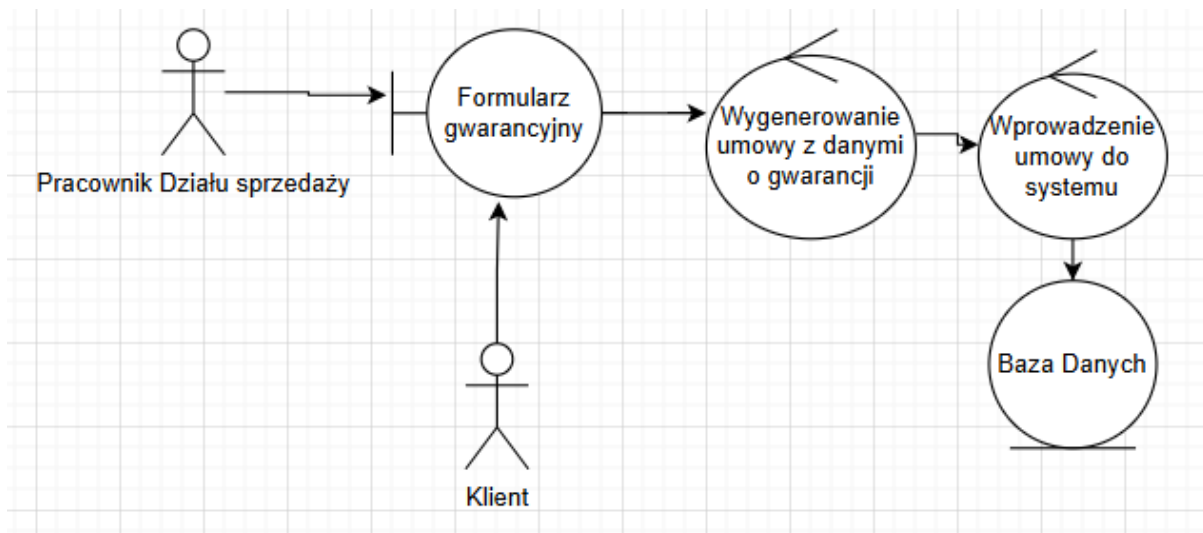 Formularz
gwarancyjny
Wygenerowanie
umowy z danymi
o gwarancji
Wprowadzenie
umowy do
systemu
Pracownik Działu sprzedaży
Baza Danych
Klient